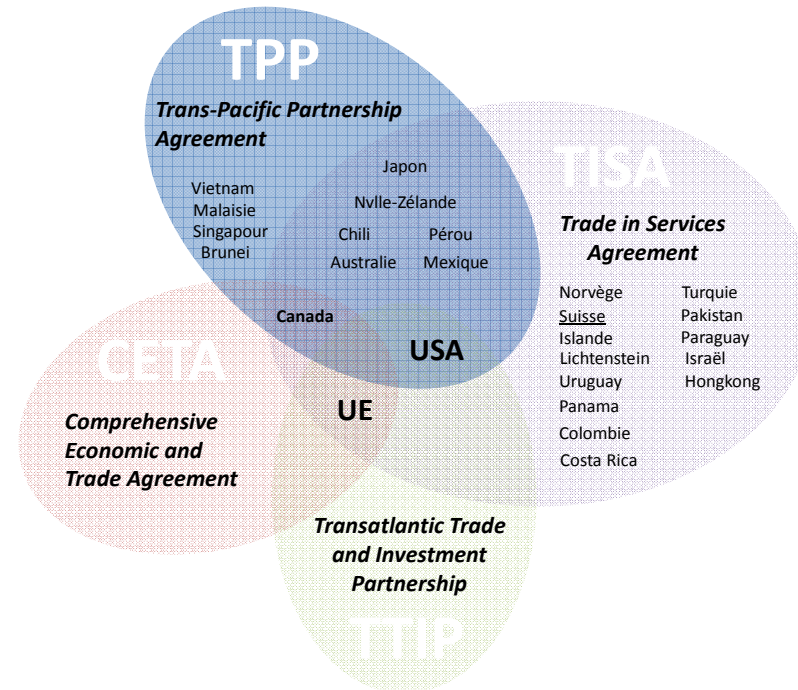 TPP
Trans-Pacific Partnership
Agreement
Japon
Nvlle-Zélande
Chili Pérou
Australie Mexique
Vietnam
Malaisie
Singapour
Brunei
Canada
USA
UE
TISA
Trade in Services
Agreement
Norvège Turquie
Suisse Pakistan
Islande Paraguay
Lichtenstein Israël
Uruguay Hongkong
Panama
Colombie
Costa Rica
CETA
Comprehensive
Economic and
Trade Agreement
Transatlantic Trade
and Investment
Partnership
TTIP